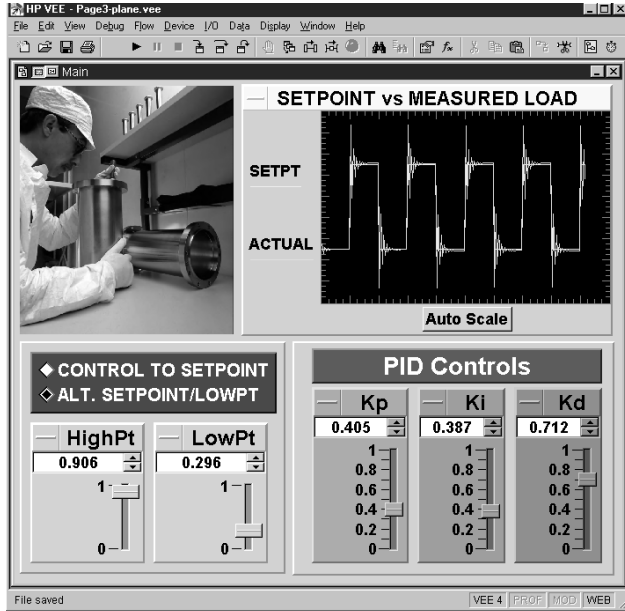 HP VEE - Page3-plane.vee
File Edit View Debug Flow Device I/O Data Display Window Help
Main
SETPOINT vs MEASURED LOAD
SETPT
ACTUAL
Auto Scale
CONTROL TO SETPOINT
ALT. SETPOINT/LOWPT
HighPt LowPt
0.906 0.296
1 1
0 0
PID Controls
Kp Ki Kd
0.405 0.387 0.712
1 1 1
0.8 0.8 0.8
0.6 0.6 0.6
0.4 0.4 0.4
0.2 0.2 0.2
0 0 0
File saved
VEE 4 PROF MOD WEB